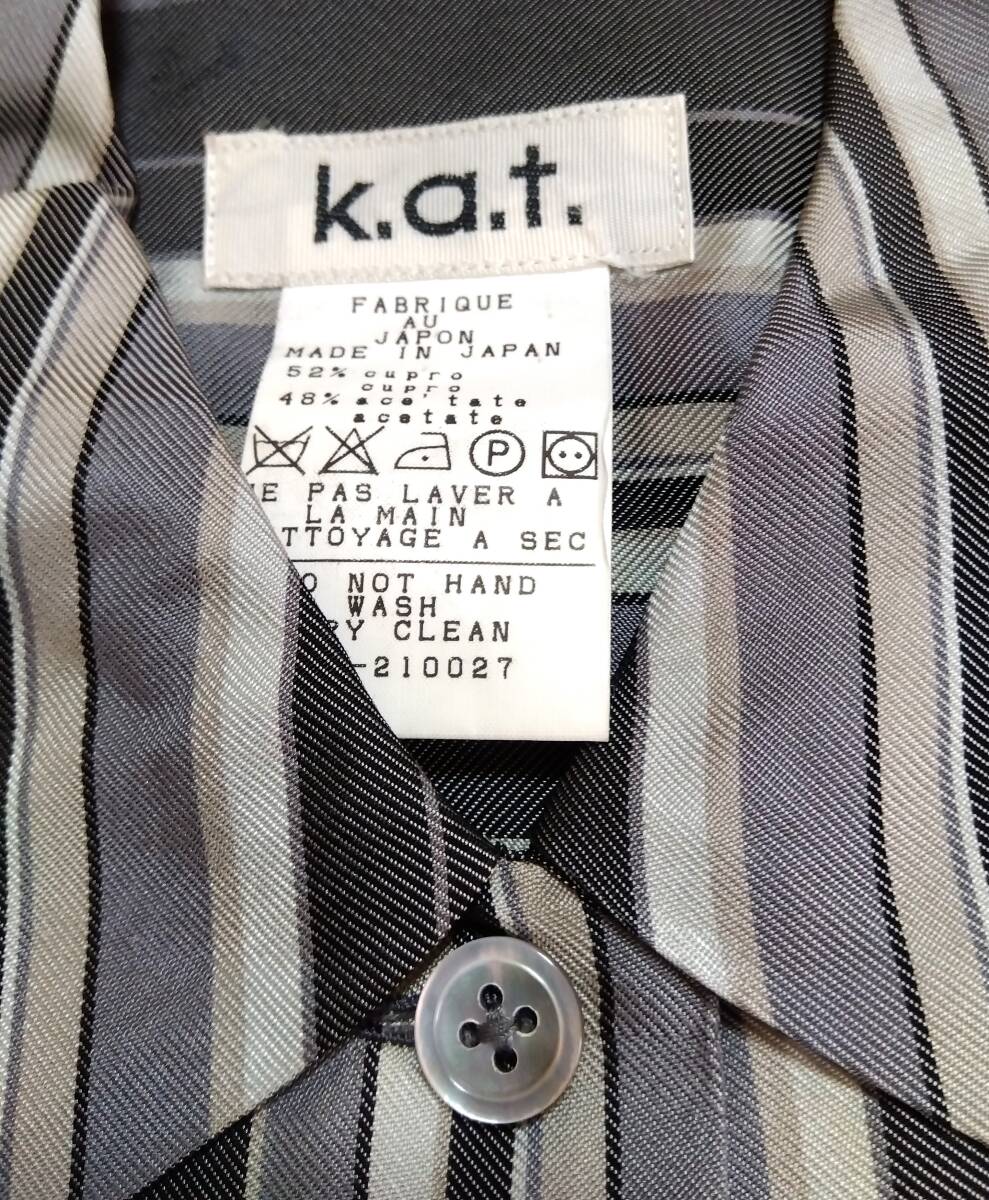 k.a.t.
FABRIQUE
AU
JAPON
MADE IN JAPAN
52% cupro
cupro
48% ace'tate
acetate
P
NE PAS LAVER A
LA MAIN
TTOYAGE A SEC
O NOT HAND
WASH
RY CLEAN
-210027